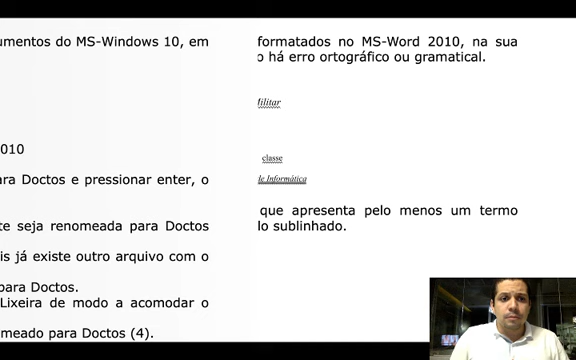 umentos do MS-Windows 10, em
010
ara Doctos e pressionar enter, o
te seja renomeada para Doctos
is já existe outro arquivo com o
para Doctos.
Lixeira de modo a acomodar o
meado para Doctos (4).
formatados no MS-Word 2010, na sua
o há erro ortográfico ou gramatical.
Militar
classe
de Informática
que apresenta pelo menos um termo
lo sublinhado.